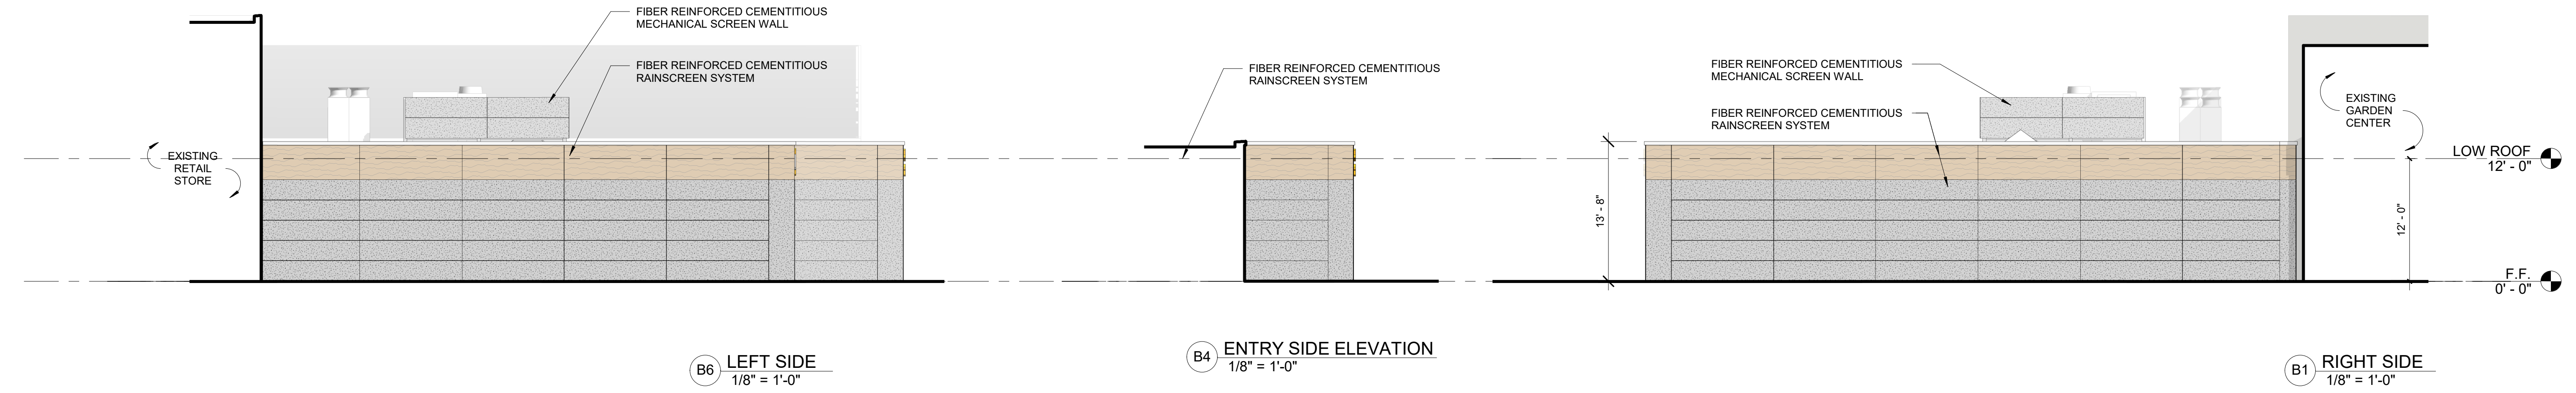 FIBER REINFORCED CEMENTITIOUS
MECHANICAL SCREEN WALL
FIBER REINFORCED CEMENTITIOUS
RAINSCREEN SYSTEM
EXISTING
RETAIL
STORE
B6
LEFT SIDE
1/8" = 1'-0"
FIBER REINFORCED CEMENTITIOUS
RAINSCREEN SYSTEM
B4
ENTRY SIDE ELEVATION
1/8" = 1'-0"
FIBER REINFORCED CEMENTITIOUS
MECHANICAL SCREEN WALL
FIBER REINFORCED CEMENTITIOUS
RAINSCREEN SYSTEM
EXISTING
GARDEN
CENTER
13' - 8"
12' - 0"
LOW ROOF
12' - 0"
F.F.
0' - 0"
B1
RIGHT SIDE
1/8" = 1'-0"